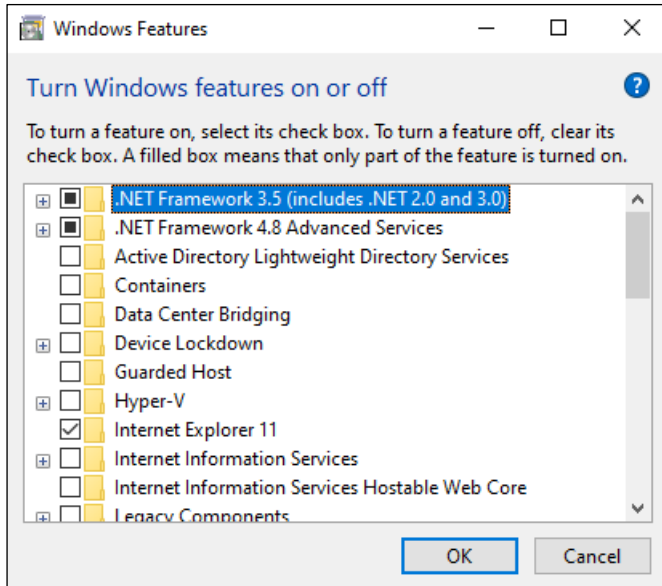 Windows Features
Turn Windows features on or off
To turn a feature on, select its check box. To turn a feature off, clear its
check box. A filled box means that only part of the feature is turned on.
.NET Framework 3.5 (includes .NET 2.0 and 3.0)
.NET Framework 4.8 Advanced Services
Active Directory Lightweight Directory Services
Containers
Data Center Bridging
Device Lockdown
Guarded Host
Hyper-V
Internet Explorer 11
Internet Information Services
Internet Information Services Hostable Web Core
Legacy Components
OK
Cancel